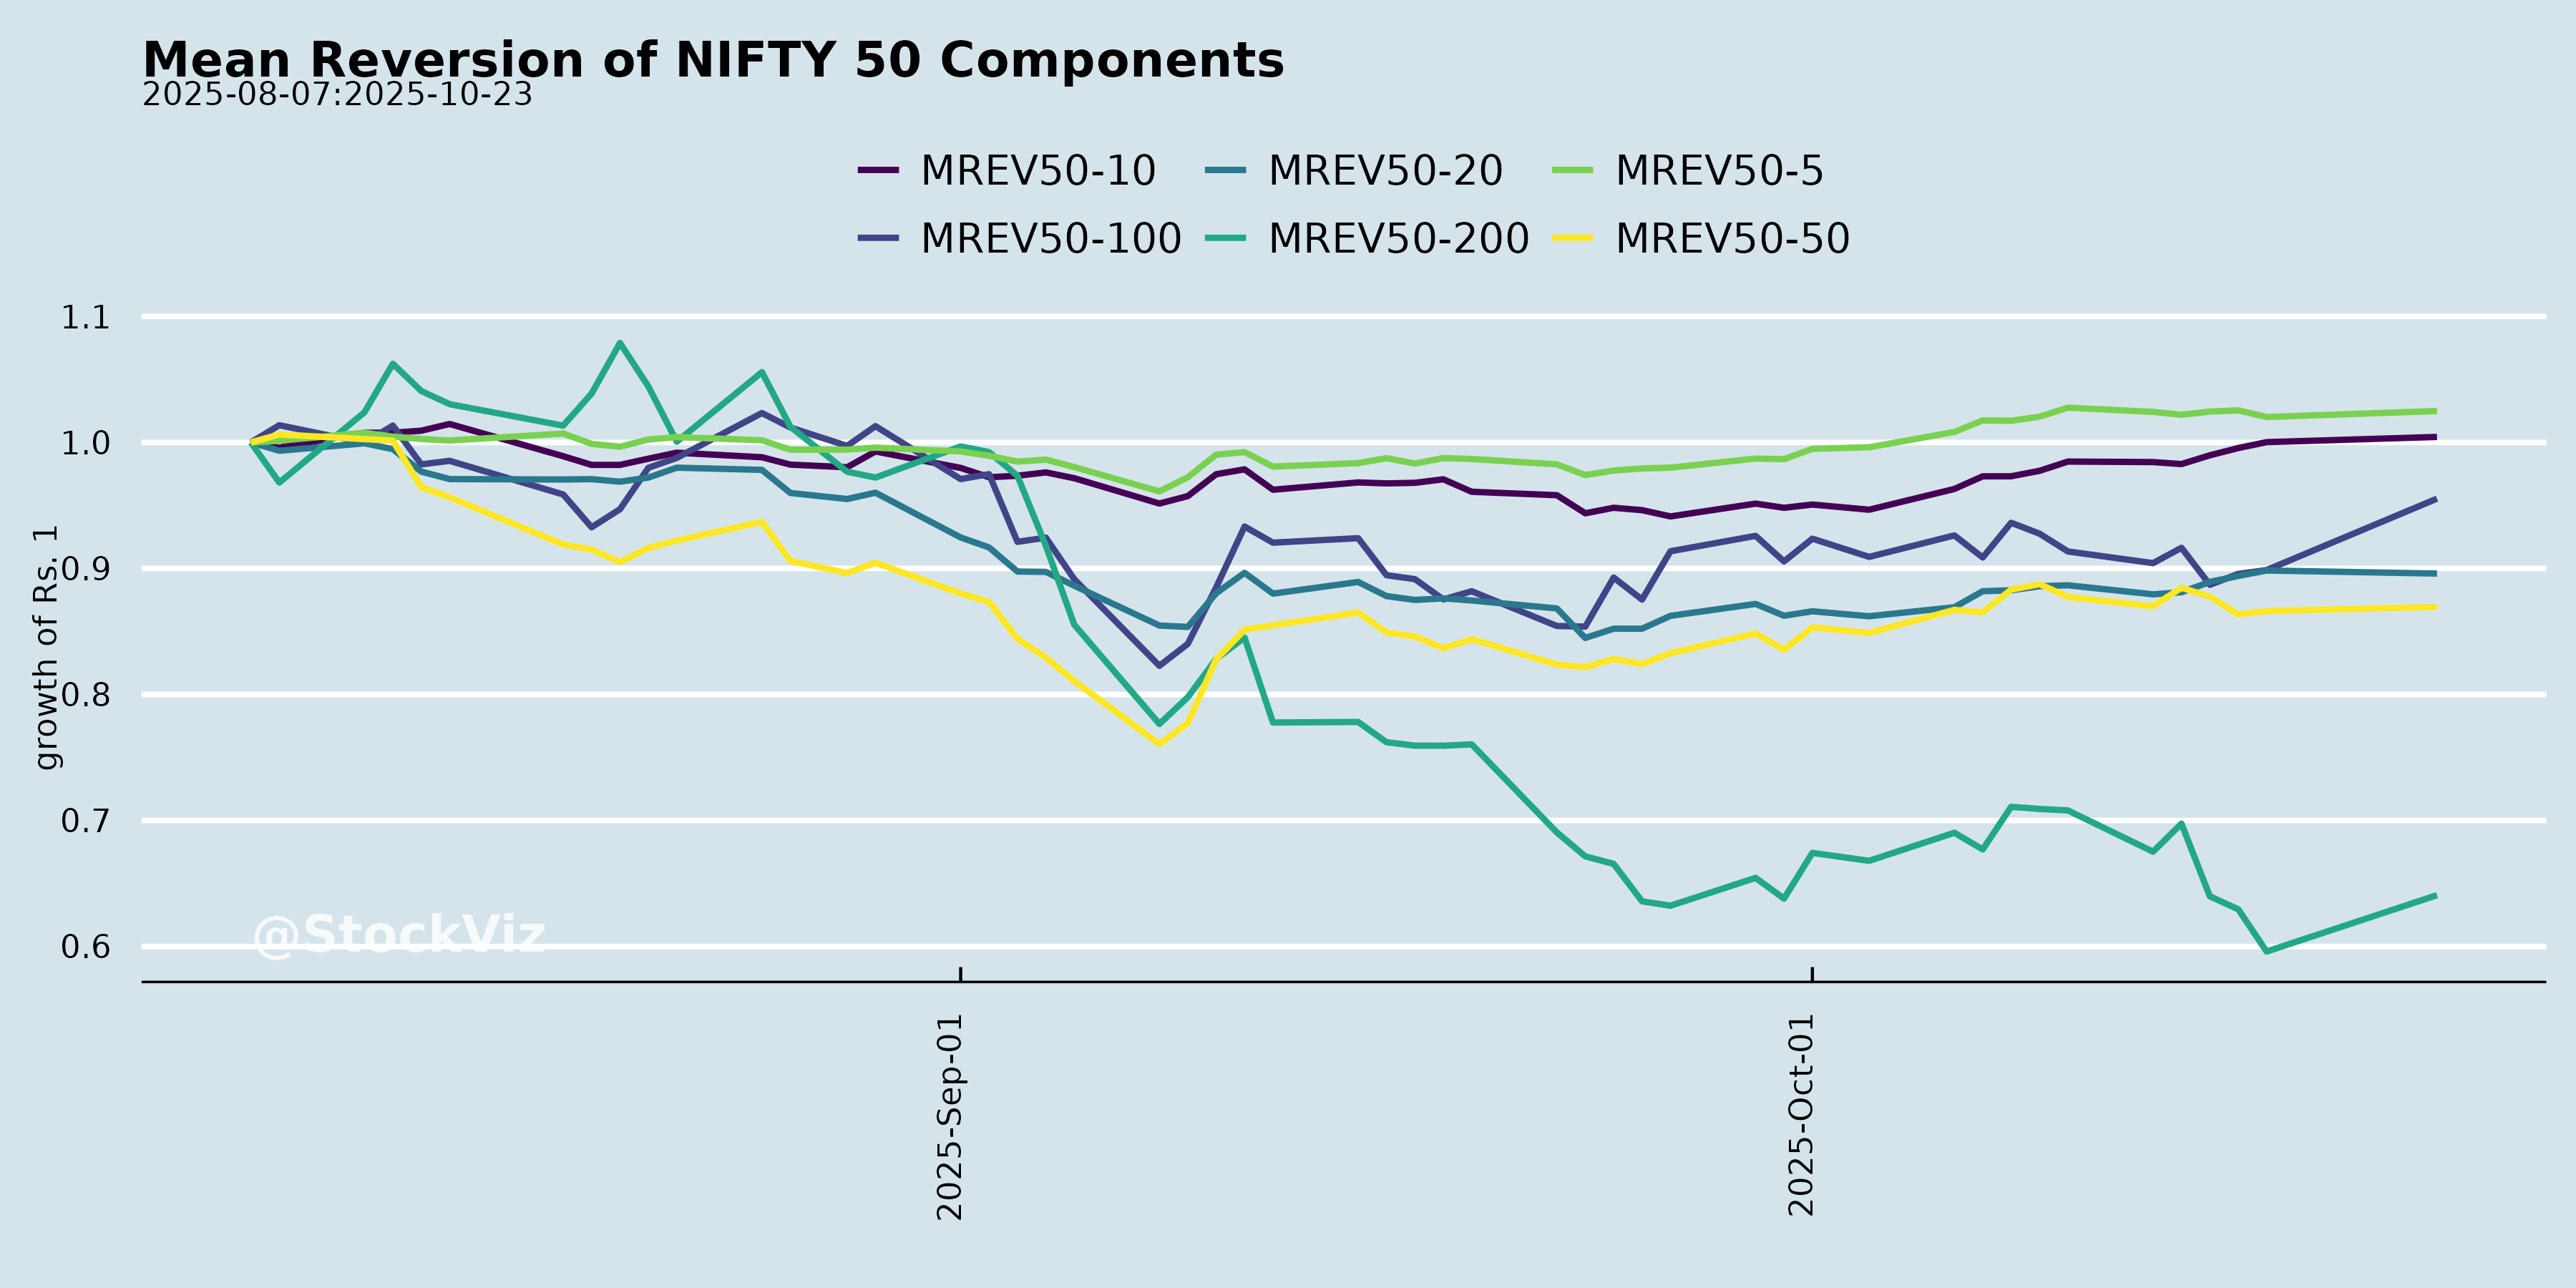 Mean Reversion of NIFTY 50 Components
2025-08-07:2025-10-23
MREV50-10 MREV50-20 MREV50-5
MREV50-100 MREV50-200 MREV50-50
growth of Rs. 1
1.1
1.0
0.9
0.8
0.7
0.6
@StockViz
2025-Sep-01
2025-Oct-01